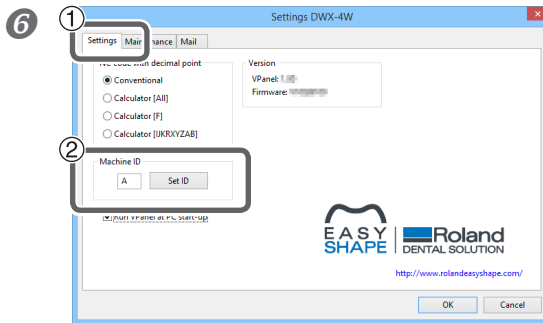 6
1
Settings DWX-4W
Settings Maintenance Mail
NC code with decimal point
Conventional
Calculator [All]
Calculator [F]
Calculator [IJKRXYZAB]
Version
VPanel:
Firmware:
2
Machine ID
A Set ID
Run VPanel at PC start-up
EASY SHAPE
Roland
DENTAL SOLUTION
http://www.rolandeasyshape.com/
OK Cancel